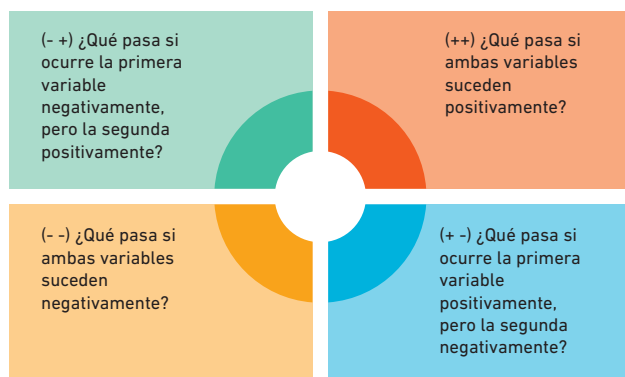 (- +) ¿Qué pasa si
ocurre la primera
variable
negativamente,
pero la segunda
positivamente?
(++) ¿Qué pasa si
ambas variables
suceden
positivamente?
(- -) ¿Qué pasa si
ambas variables
suceden
negativamente?
(+ -) ¿Qué pasa si
ocurre la primera
variable
positivamente,
pero la segunda
negativamente?